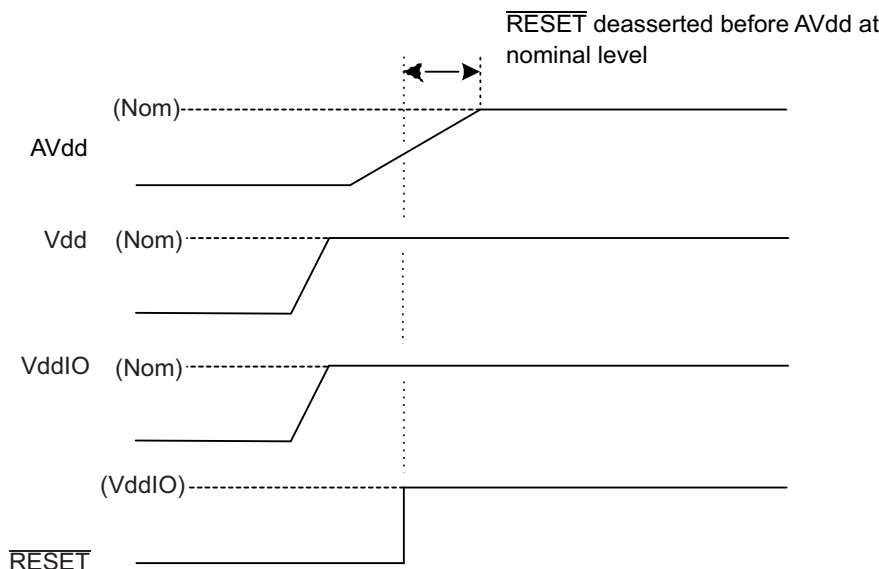 RESET deasserted before AVdd at
nominal level
(Nom)
AVdd
Vdd (Nom)
VddIO (Nom)
(VddIO)
RESET